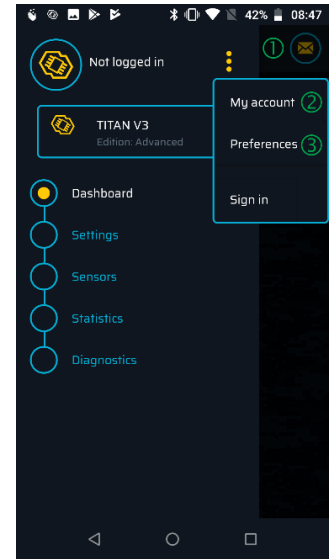 42% 08:47
Not logged in
①
My account ②
TITAN V3
Edition: Advanced
Preferences ③
Dashboard
Sign in
Settings
Sensors
Statistics
Diagnostics